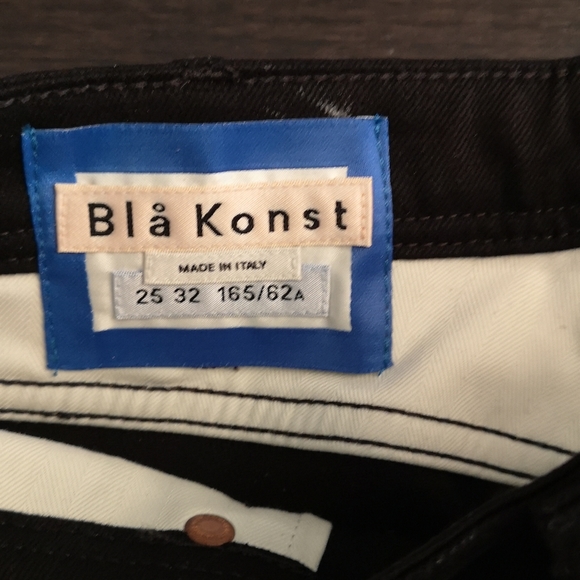 Blå Konst
MADE IN ITALY
25 32 165/62A